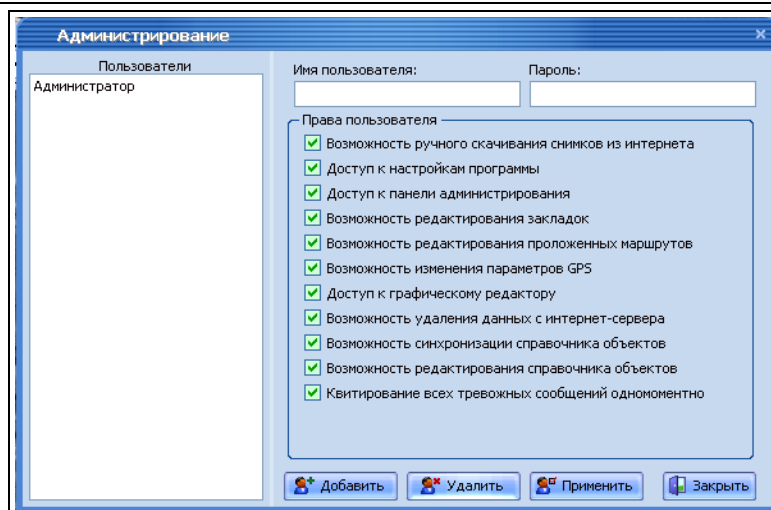 Администрирование
Пользователи
Администратор
Имя пользователя:
Пароль:
Права пользователя
Возможность ручного скачивания снимков из интернета
Доступ к настройкам программы
Доступ к панели администрирования
Возможность редактирования закладок
Возможность редактирования проложенных маршрутов
Возможность изменения параметров GPS
Доступ к графическому редактору
Возможность удаления данных с интернет-сервера
Возможность синхронизации справочника объектов
Возможность редактирования справочника объектов
Квитирование всех тревожных сообщений одномоментно
Добавить
Удалить
Применить
Закрыть